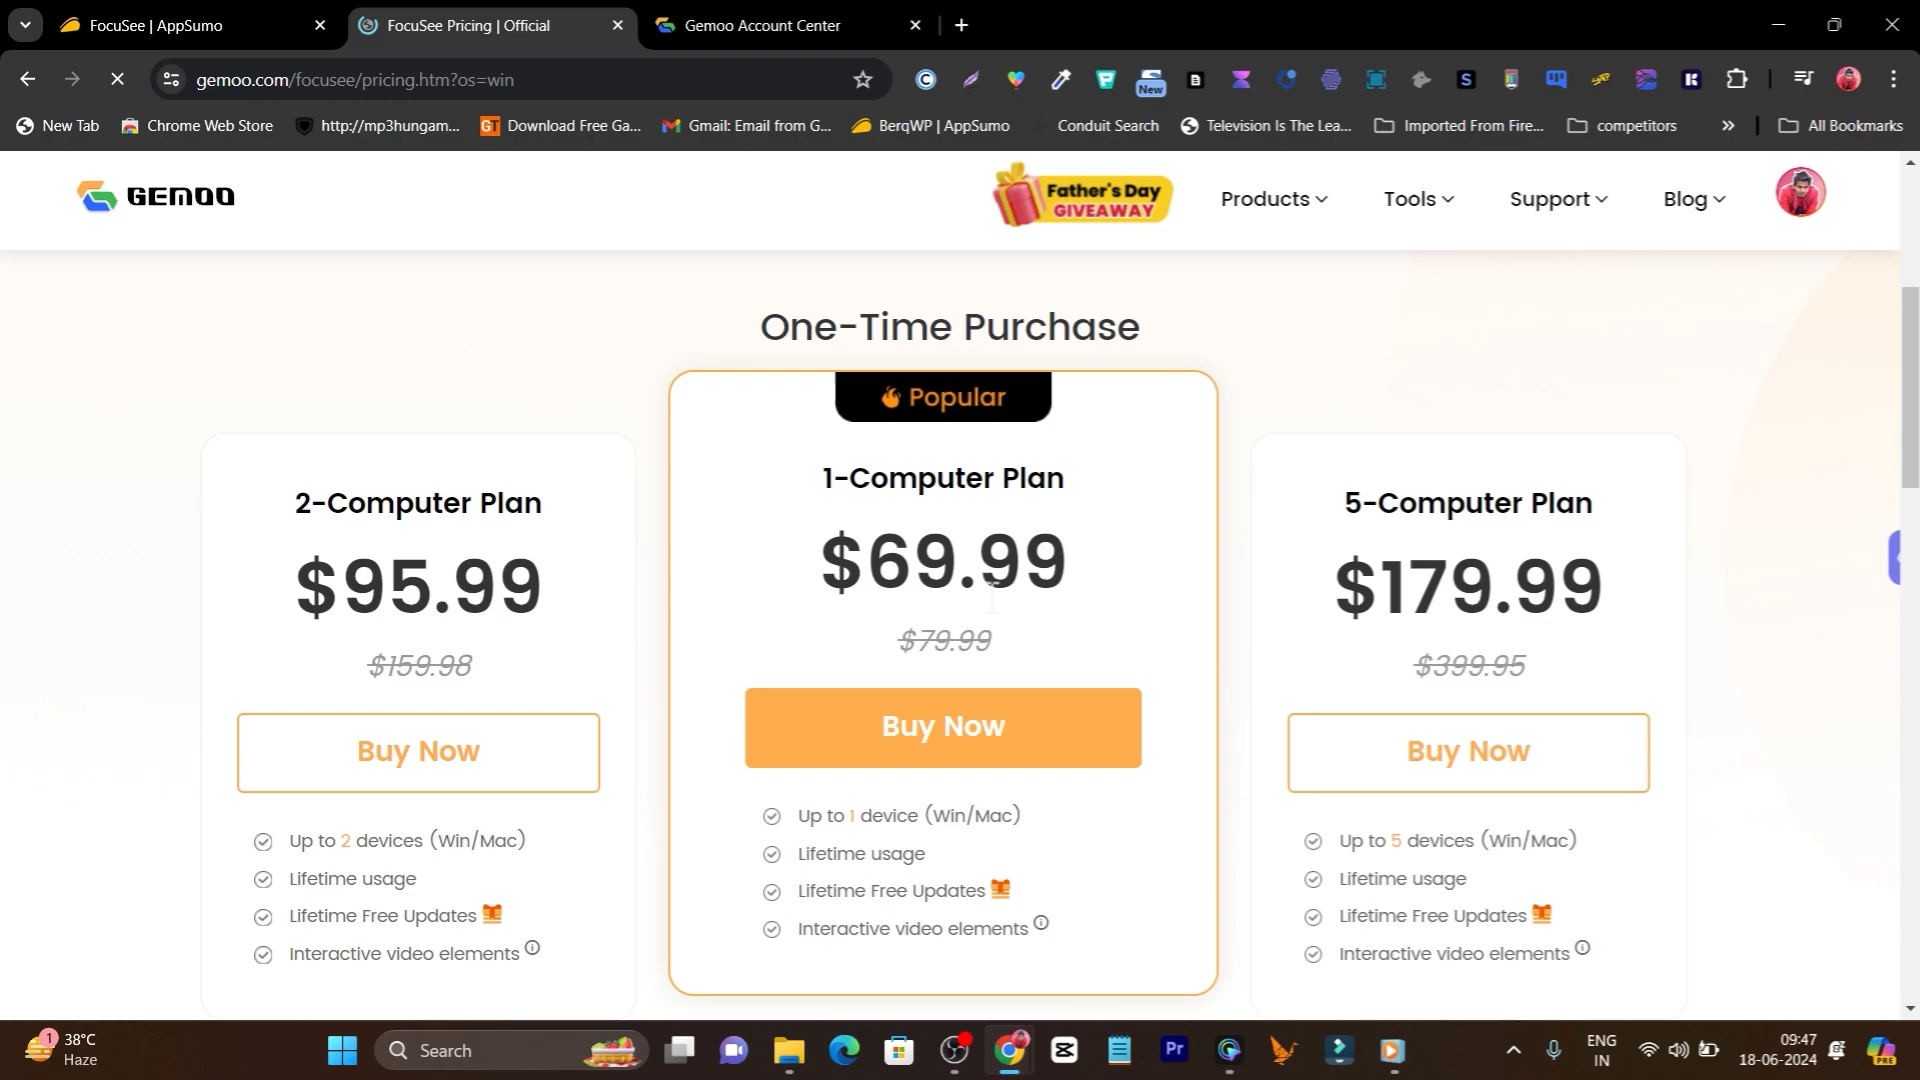 FocuSee | AppSumo
FocuSee Pricing | Official
Gemoo Account Center
gemoo.com/focusee/pricing.htm?os=win
New
New Tab
Chrome Web Store
http://mp3hungam...
Download Free Ga...
Gmail: Email from G...
BerqWP | AppSumo
Conduit Search
Television Is The Lea...
Imported From Fire...
competitors
All Bookmarks
GEMOO
Father's Day
GIVEAWAY
Products
Tools
Support
Blog
One-Time Purchase
Popular
2-Computer Plan
$95.99
$159.98
Buy Now
Up to 2 devices (Win/Mac)
Lifetime usage
Lifetime Free Updates
Interactive video elements
1-Computer Plan
$69.99
$79.99
Buy Now
Up to 1 device (Win/Mac)
Lifetime usage
Lifetime Free Updates
Interactive video elements
5-Computer Plan
$179.99
$399.95
Buy Now
Up to 5 devices (Win/Mac)
Lifetime usage
Lifetime Free Updates
Interactive video elements
1
38°C
Haze
Search
Pr
ENG
IN
09:47
18-06-2024
PRE